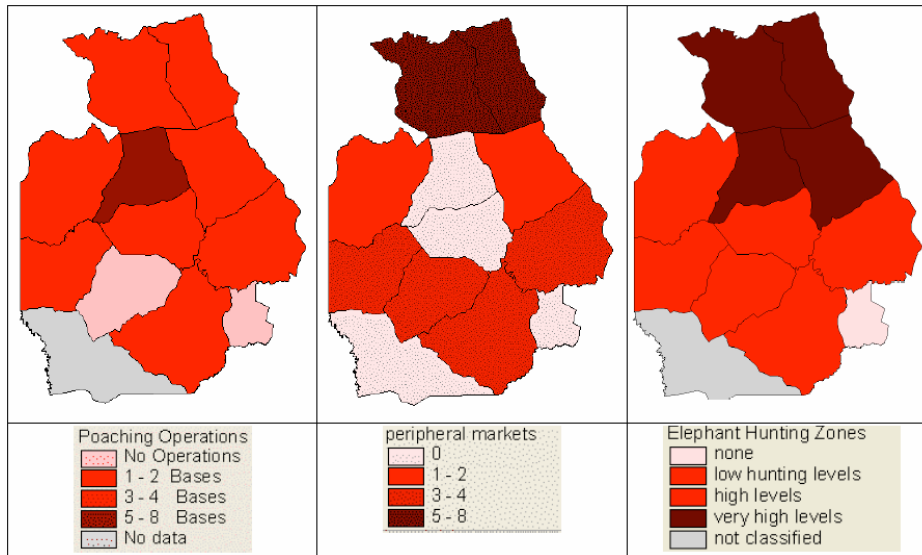 Poaching Operations
No Operations
1 - 2 Bases
3 - 4 Bases
5 - 8 Bases
No data
peripheral markets
0
1 - 2
3 - 4
5 - 8
Elephant Hunting Zones
none
low hunting levels
high levels
very high levels
not classified